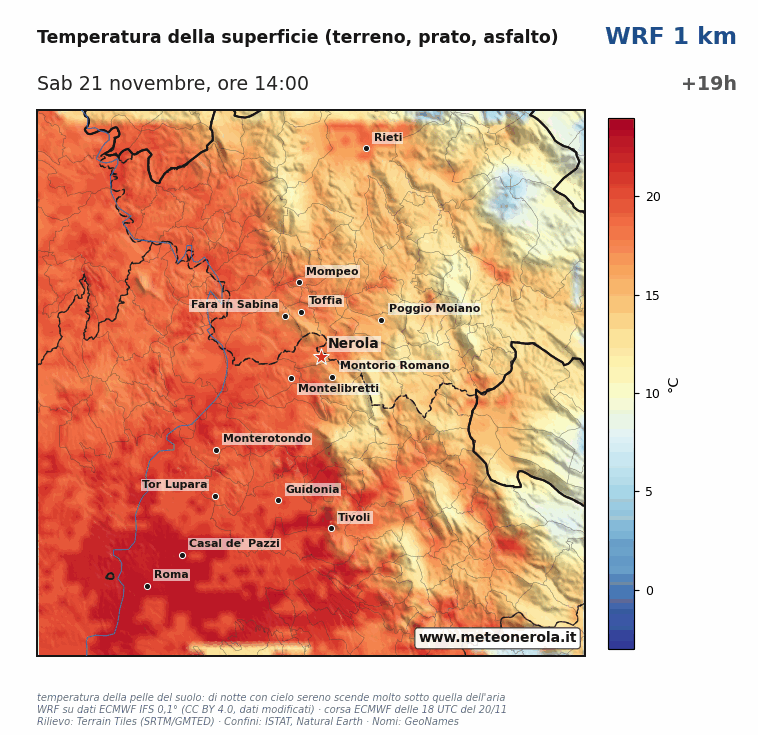 Temperatura della superficie (terreno, prato, asfalto)
WRF 1 km
Sab 21 novembre, ore 14:00
+19h
Rieti
Mompeo
Fara in Sabina
Toffia
Poggio Moiano
Nerola
Montorio Romano
Montelibretti
Monterotondo
Tor Lupara
Guidonia
Tivoli
Casal de' Pazzi
Roma
www.meteonerola.it
20
15
10
5
0
°C
temperatura della pelle del suolo: di notte con cielo sereno scende molto sotto quella dell'aria
WRF su dati ECMWF IFS 0,1° (CC BY 4.0, dati modificati) · corsa ECMWF delle 18 UTC del 20/11
Rilievo: Terrain Tiles (SRTM/GMTED) · Confini: ISTAT, Natural Earth · Nomi: GeoNames